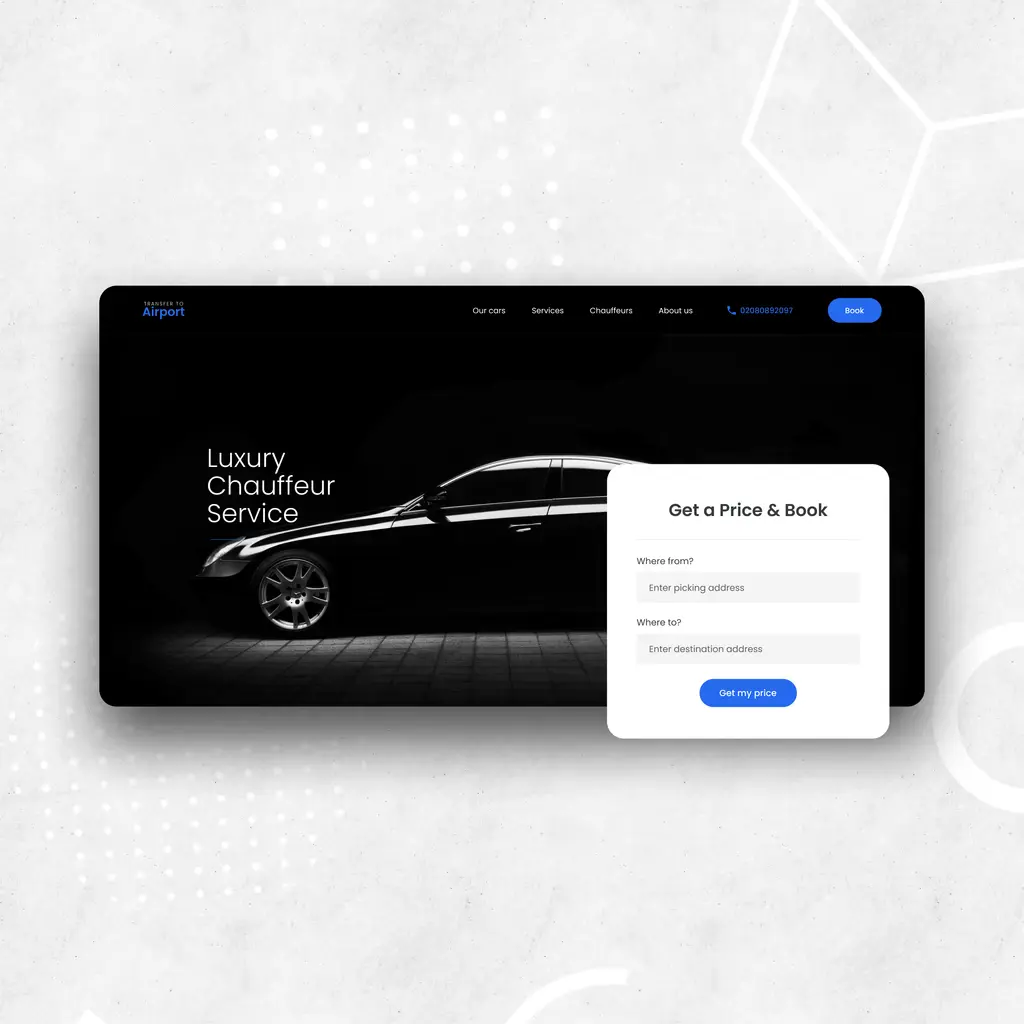 TRANSFER TO
Airport
Our cars
Services
Chauffeurs
About us
02080892097
Book
Luxury
Chauffeur
Service
Get a Price & Book
Where from?
Enter picking address
Where to?
Enter destination address
Get my price